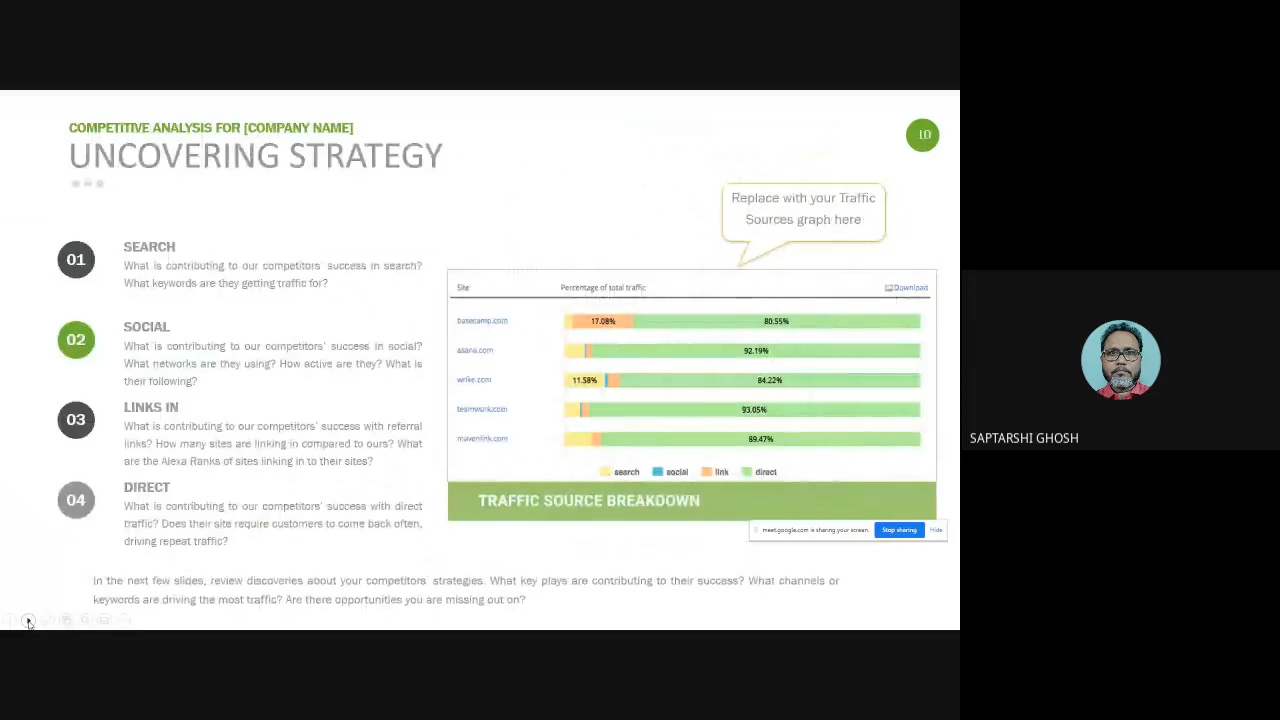 COMPETITIVE ANALYSIS FOR [COMPANY NAME]
UNCOVERING STRATEGY
10
Replace with your Traffic
Sources graph here
01
SEARCH
What is contributing to our competitors' success in search?
What keywords are they getting traffic for?
02
SOCIAL
What is contributing to our competitors' success in social?
What networks are they using? How active are they? What is
their following?
03
LINKS IN
What is contributing to our competitors' success with referral
links? How many sites are linking in compared to ours? What
are the Alexa Ranks of sites linking in to their sites?
04
DIRECT
What is contributing to our competitors' success with direct
traffic? Does their site require customers to come back often,
driving repeat traffic?
Site Percentage of total traffic Download
basecamp.com 17.08% 80.55%
asana.com 92.19%
wrike.com 11.58% 84.22%
teamwork.com 93.05%
mavenlink.com 89.47%
search social link direct
TRAFFIC SOURCE BREAKDOWN
meet.google.com is sharing your screen. Stop sharing Hide
In the next few slides, review discoveries about your competitors' strategies. What key plays are contributing to their success? What channels or
keywords are driving the most traffic? Are there opportunities you are missing out on?
SAPTARSHI GHOSH